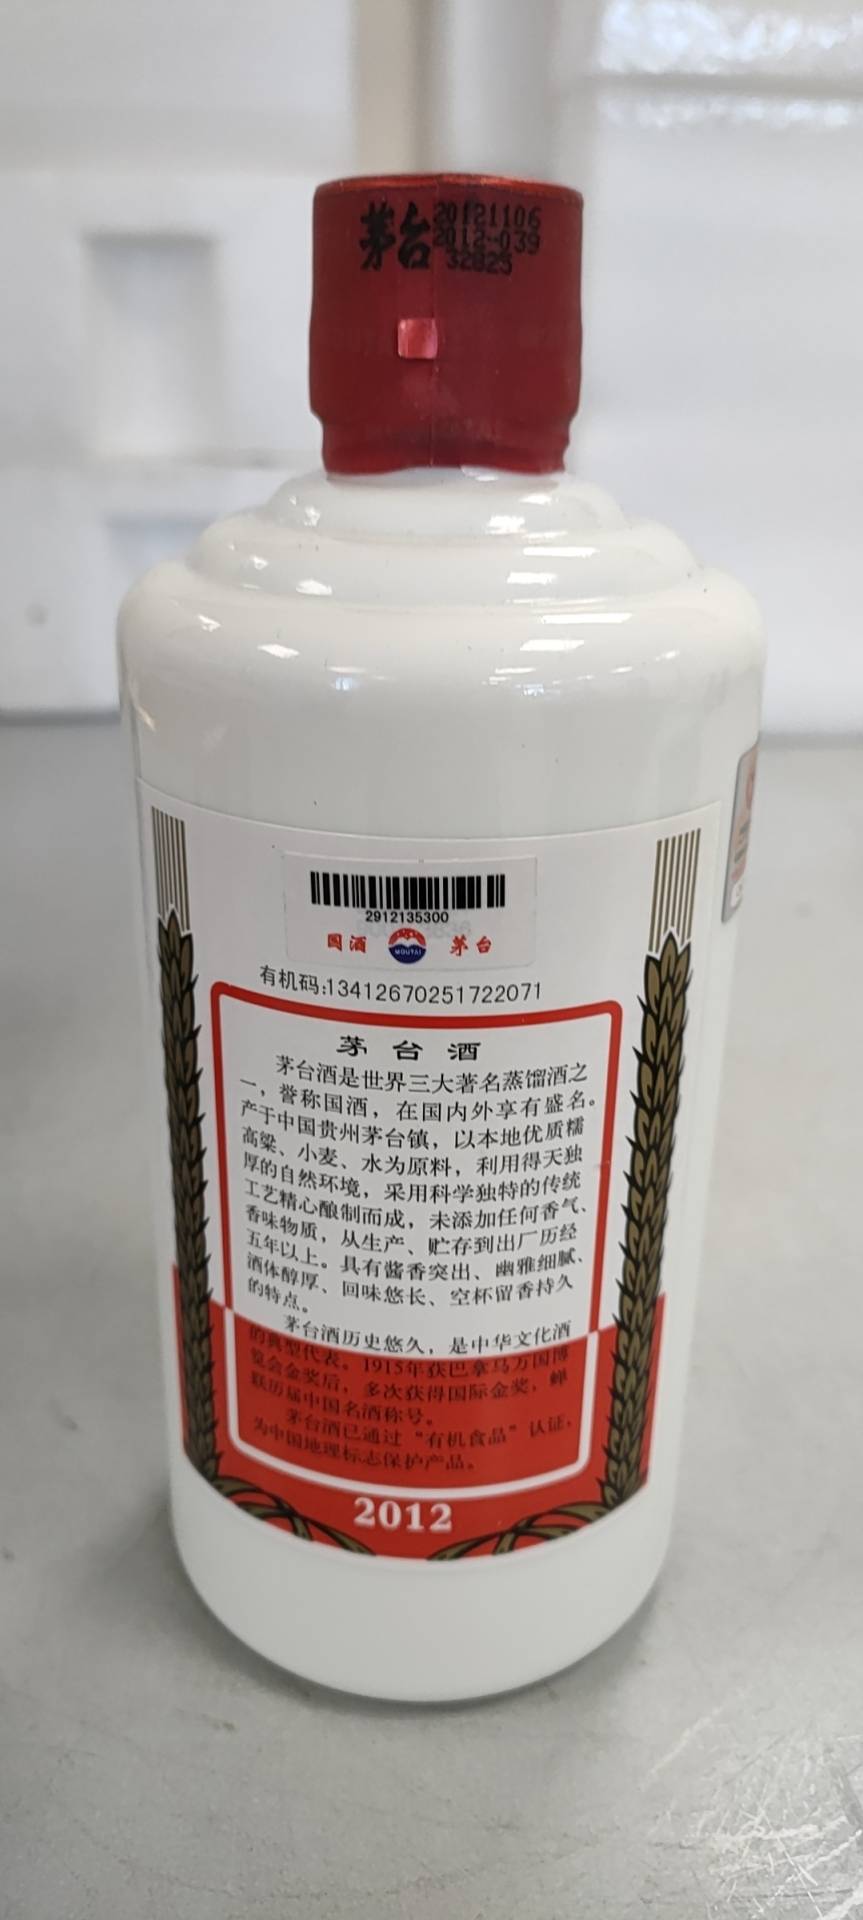 茅台
20121106
2012-039
32825
2912135300
国酒
MOUTAI
茅台
有机码:134126702517​22071
茅台酒
茅台酒是世界三大著名蒸馏酒之
一，誉称国酒，在国内外享有盛名。
产于中国贵州茅台镇，以本地优质糯
高粱、小麦、水为原料，利用得天独
厚的自然环境，采用科学独特的传统
工艺精心酿制而成，未添加任何香气、
香味物质，从生产、贮存到出厂历经
五年以上。具有酱香突出、幽雅细腻、
酒体醇厚、回味悠长、空杯留香持久
的特点。
茅台酒历史悠久，是中华文化酒
的典型代表。1915年获巴拿马万国博
览会金奖后，多次获得国际金奖，蝉
联历届中国名酒称号。
茅台酒已通过“有机食品”认证，
为中国地理标志保护产品。
2012